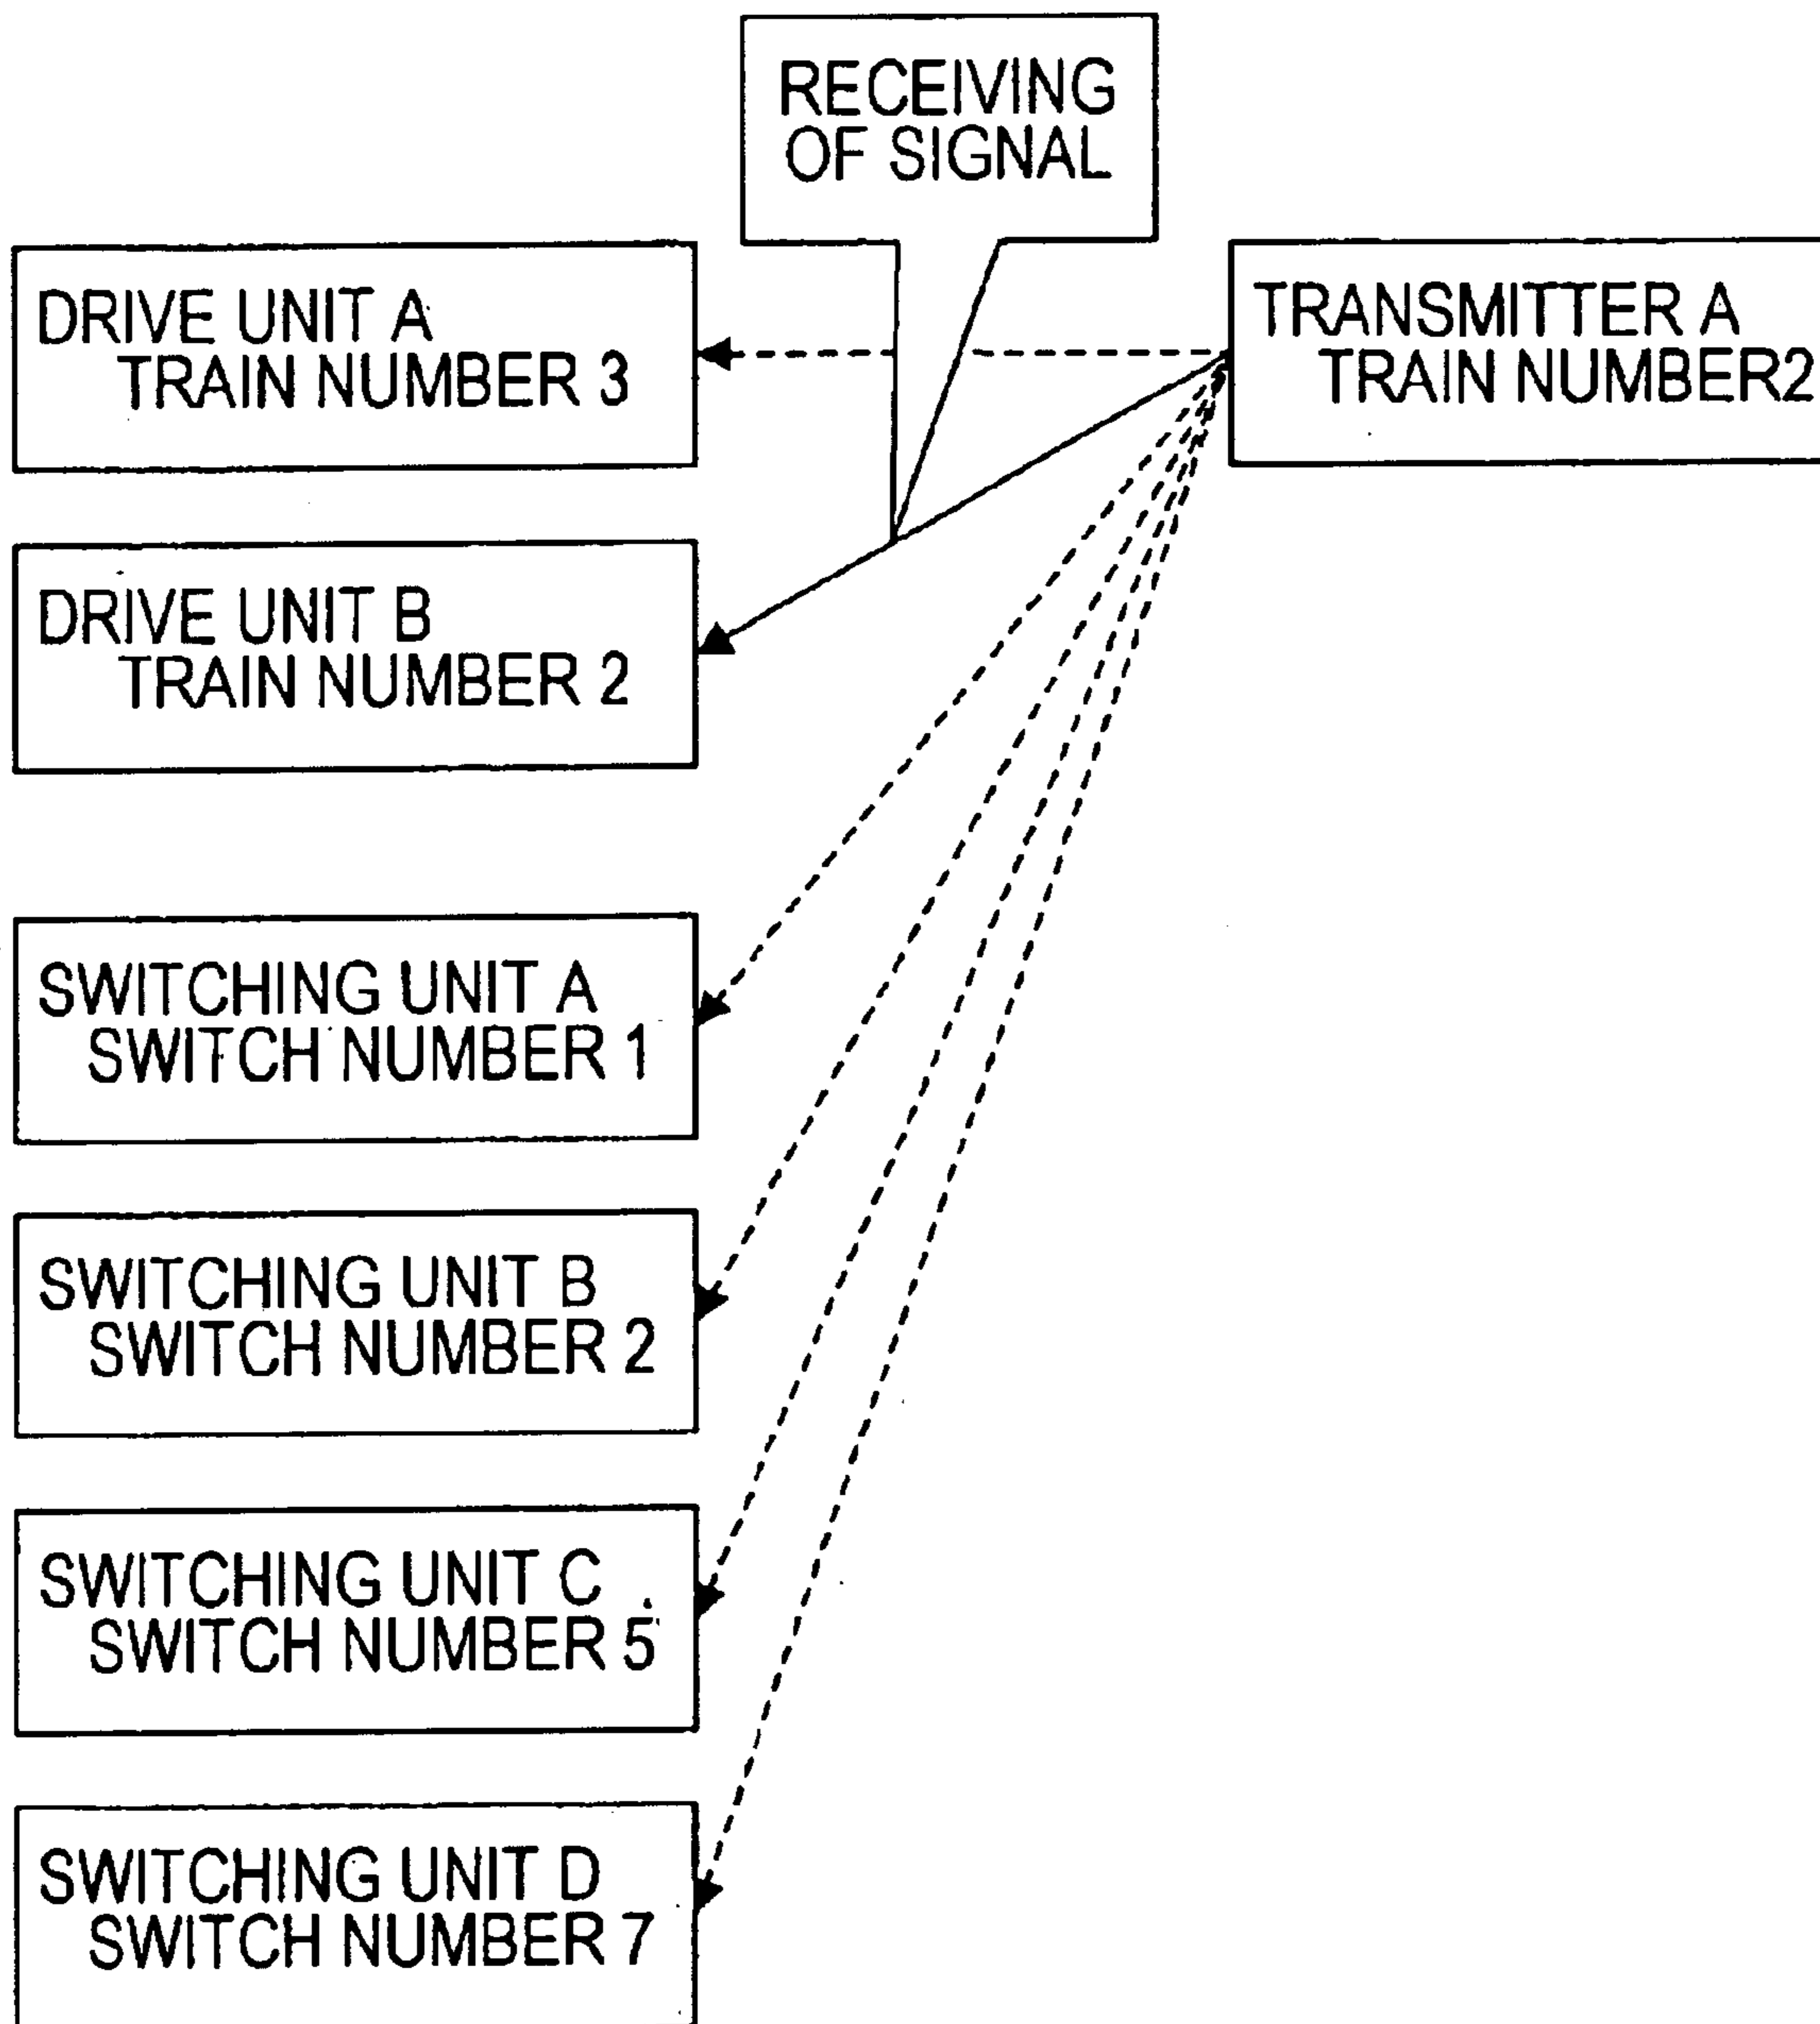 RECEIVING
OF SIGNAL
DRIVE UNIT A
TRAIN NUMBER 3
TRANSMITTER A
TRAIN NUMBER2
DRIVE UNIT B
TRAIN NUMBER 2
SWITCHING UNIT A
SWITCH NUMBER 1
SWITCHING UNIT B
SWITCH NUMBER 2
SWITCHING UNIT C
SWITCH NUMBER 5
SWITCHING UNIT D
SWITCH NUMBER 7